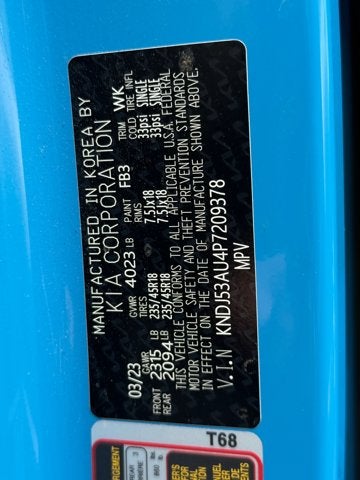 MANUFACTURED IN KOREA BY
KIA CORPORATION
GVWR 4023 LB PAINT FB3 TRIM WK
03/23 GAWR TIRES RIMS COLD TIRE INFL
FRONT 2315 LB 235/45R18 7.5Jx18 33psi SINGLE
REAR 2094 LB 235/45R18 7.5Jx18 33psi SINGLE
THIS VEHICLE CONFORMS TO ALL APPLICABLE U.S.A. FEDERAL
MOTOR VEHICLE SAFETY AND THEFT PREVENTION STANDARDS
IN EFFECT ON THE DATE OF MANUFACTURE SHOWN ABOVE.
V.I.N KNDJ53AU4P7209378
MPV
T68